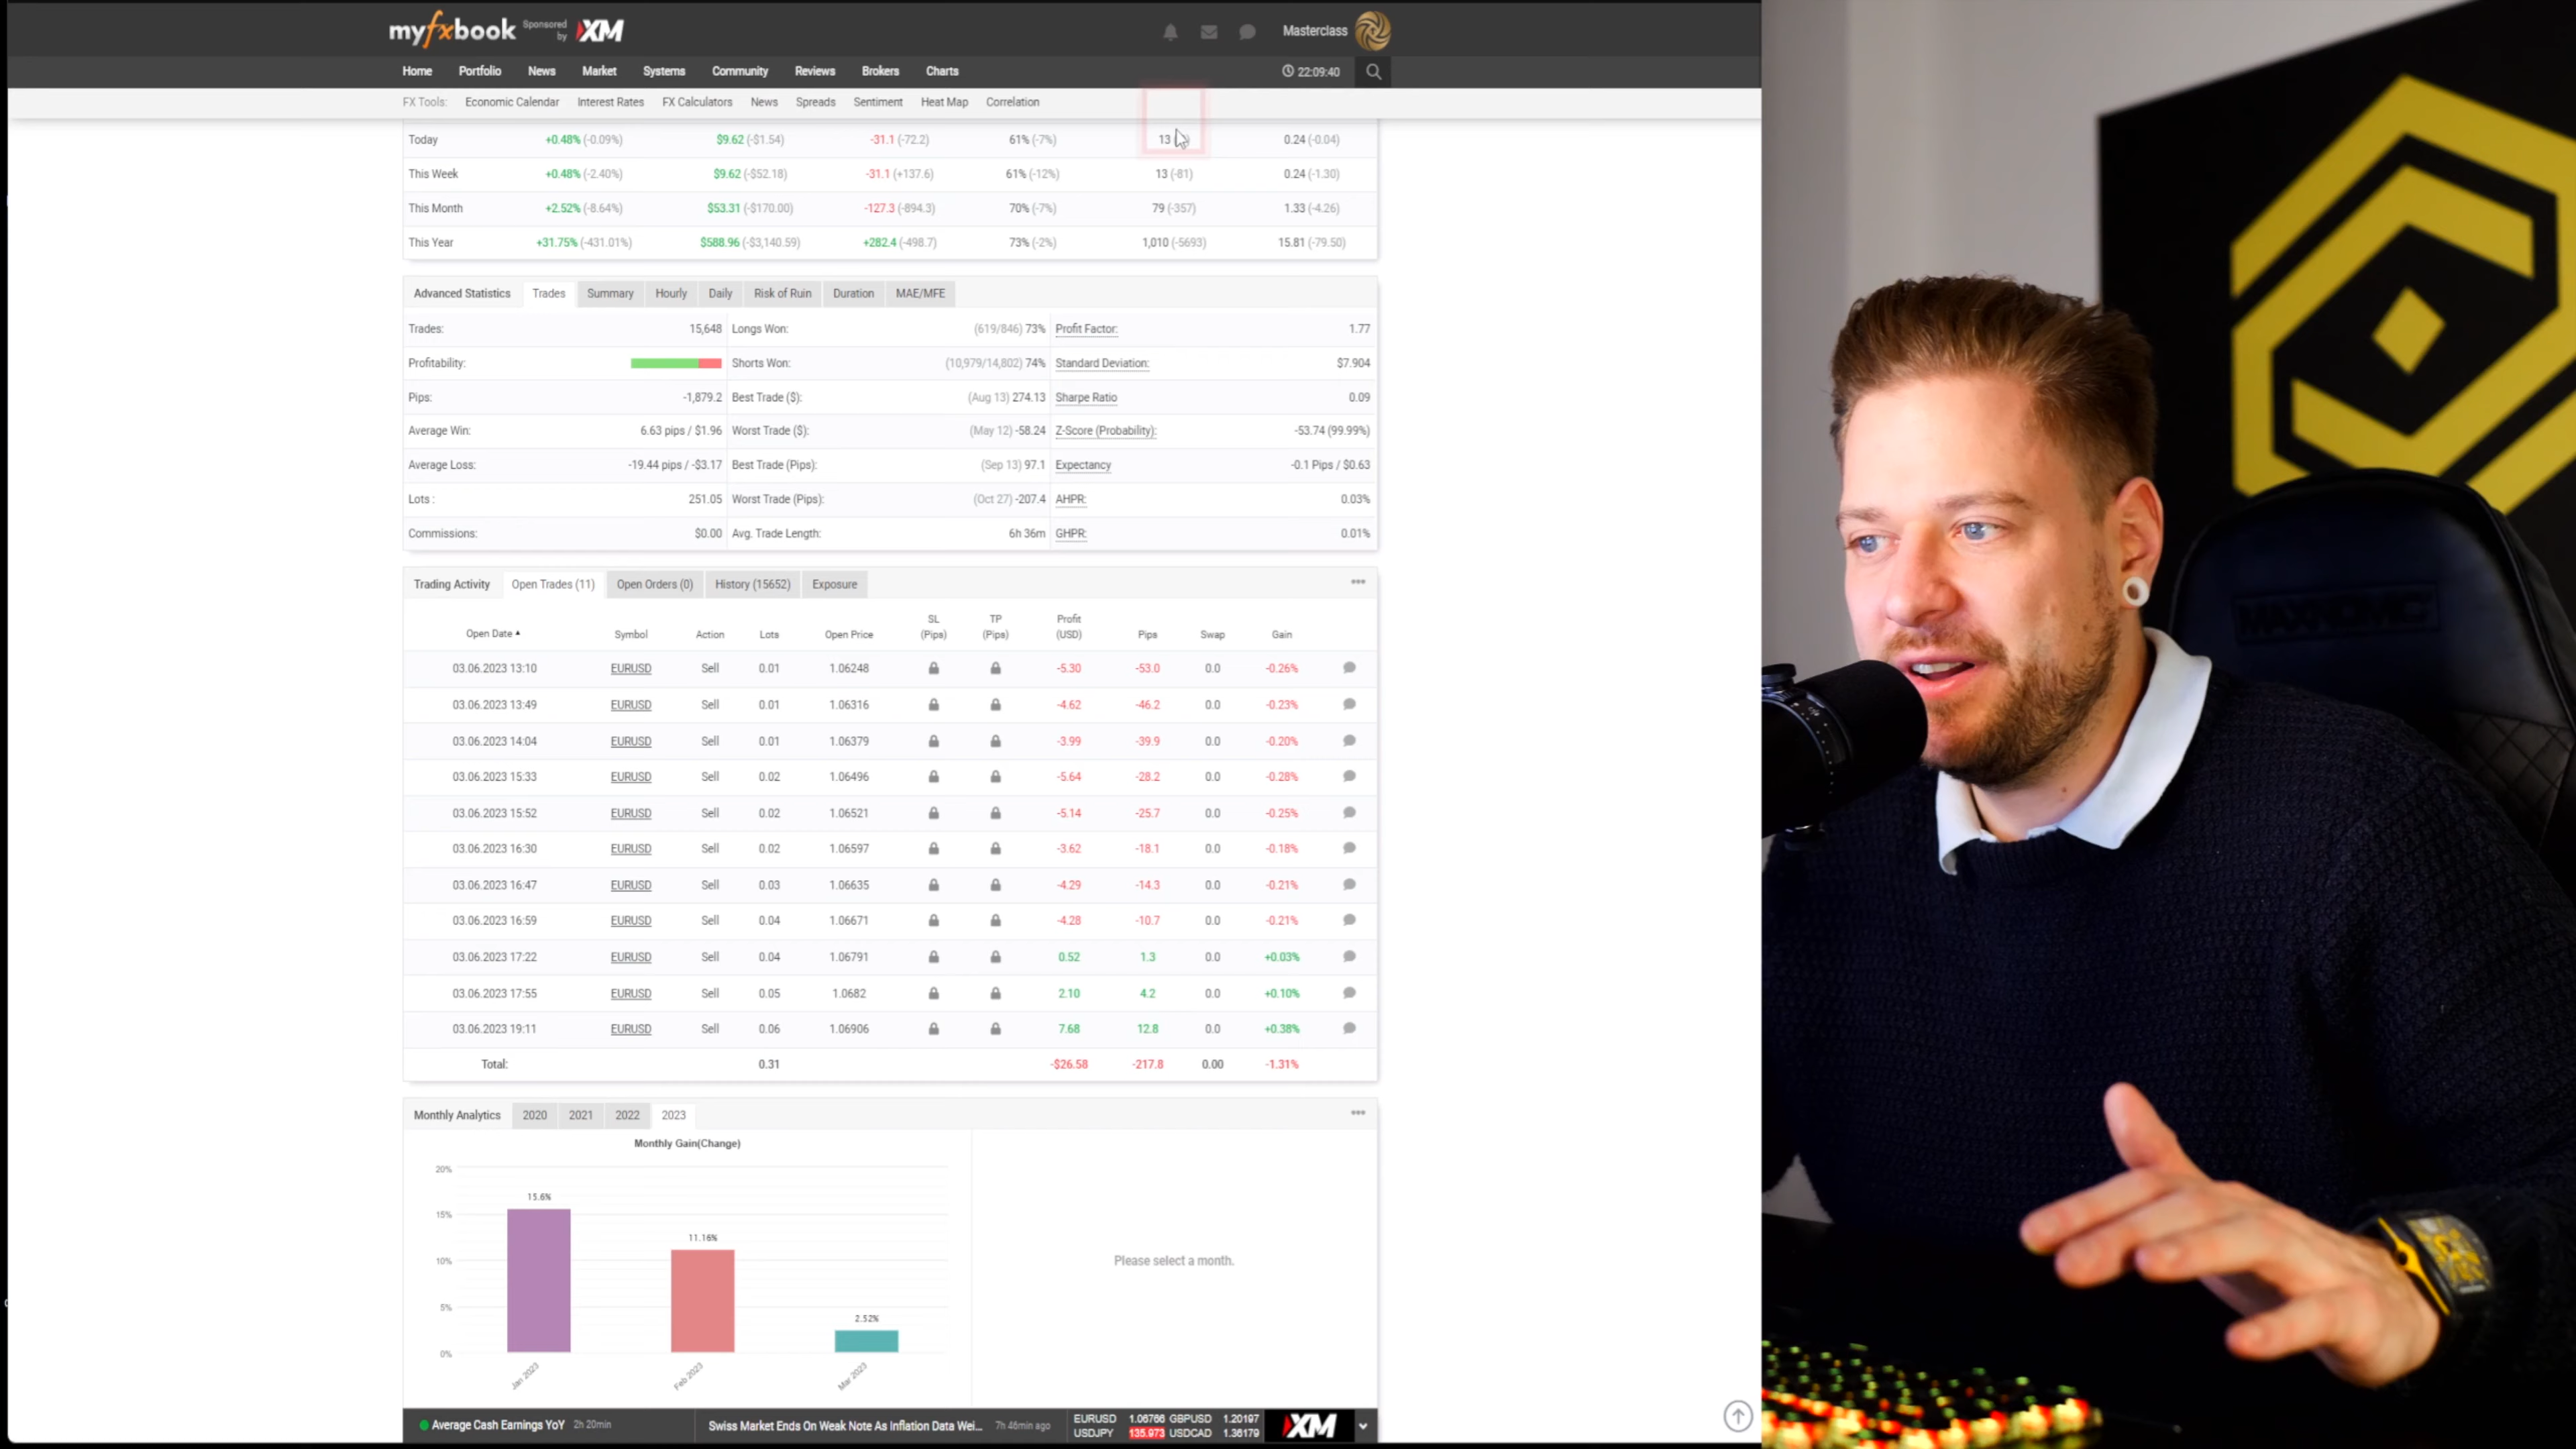 myfxbook Sponsored by XM
Masterclass
Home Portfolio News Market Systems Community Reviews Brokers Charts 22:09:40
FX Tools: Economic Calendar Interest Rates FX Calculators News Spreads Sentiment Heat Map Correlation
Today +0.48% (-0.09%) $9.62 (-$1.54) -31.1 (-72.2) 61% (-7%) 13 0.24 (-0.04)
This Week +0.48% (-2.40%) $9.62 (-$52.18) -31.1 (+137.6) 61% (-12%) 13 (-81) 0.24 (-1.30)
This Month +2.52% (-8.64%) $53.31 (-$170.00) -127.3 (-894.3) 70% (-7%) 79 (-357) 1.33 (-4.26)
This Year +31.75% (-431.01%) $588.96 (-$3,140.59) +282.4 (-498.7) 73% (-2%) 1,010 (-5693) 15.81 (-79.50)
Advanced Statistics Trades Summary Hourly Daily Risk of Ruin Duration MAE/MFE
Trades: 15,648 Longs Won: (619/846) 73% Profit Factor: 1.77
Profitability: Shorts Won: (10,979/14,802) 74% Standard Deviation: $7.904
Pips: -1,879.2 Best Trade ($): (Aug 13) 274.13 Sharpe Ratio 0.09
Average Win: 6.63 pips / $1.96 Worst Trade ($): (May 12) -58.24 Z-Score (Probability): -53.74 (99.99%)
Average Loss: -19.44 pips / -$3.17 Best Trade (Pips): (Sep 13) 97.1 Expectancy -0.1 Pips / $0.63
Lots : 251.05 Worst Trade (Pips): (Oct 27) -207.4 AHPR: 0.03%
Commissions: $0.00 Avg. Trade Length: 6h 36m GHPR: 0.01%
Trading Activity Open Trades (11) Open Orders (0) History (15652) Exposure
Open Date Symbol Action Lots Open Price SL (Pips) TP (Pips) Profit (USD) Pips Swap Gain
03.06.2023 13:10 EURUSD Sell 0.01 1.06248 -5.30 -53.0 0.0 -0.26%
03.06.2023 13:49 EURUSD Sell 0.01 1.06316 -4.62 -46.2 0.0 -0.23%
03.06.2023 14:04 EURUSD Sell 0.01 1.06379 -3.99 -39.9 0.0 -0.20%
03.06.2023 15:33 EURUSD Sell 0.02 1.06496 -5.64 -28.2 0.0 -0.28%
03.06.2023 15:52 EURUSD Sell 0.02 1.06521 -5.14 -25.7 0.0 -0.25%
03.06.2023 16:30 EURUSD Sell 0.02 1.06597 -3.62 -18.1 0.0 -0.18%
03.06.2023 16:47 EURUSD Sell 0.03 1.06635 -4.29 -14.3 0.0 -0.21%
03.06.2023 16:59 EURUSD Sell 0.04 1.06671 -4.28 -10.7 0.0 -0.21%
03.06.2023 17:22 EURUSD Sell 0.04 1.06791 0.52 1.3 0.0 +0.03%
03.06.2023 17:55 EURUSD Sell 0.05 1.0682 2.10 4.2 0.0 +0.10%
03.06.2023 19:11 EURUSD Sell 0.06 1.06906 7.68 12.8 0.0 +0.38%
Total: 0.31 -$26.58 -217.8 0.00 -1.31%
Monthly Analytics 2020 2021 2022 2023
Monthly Gain(Change)
20%
15.6%
15%
11.16%
10%
Please select a month.
5%
2.52%
0%
Jan 2023 Feb 2023 Mar 2023
Average Cash Earnings YoY 2h 20min Swiss Market Ends On Weak Note As Inflation Data Wei... 7h 46min ago
EURUSD 1.06766 GBPUSD 1.20197
USDJPY 135.973 USDCAD 1.36179
XM
MAXNOMIC